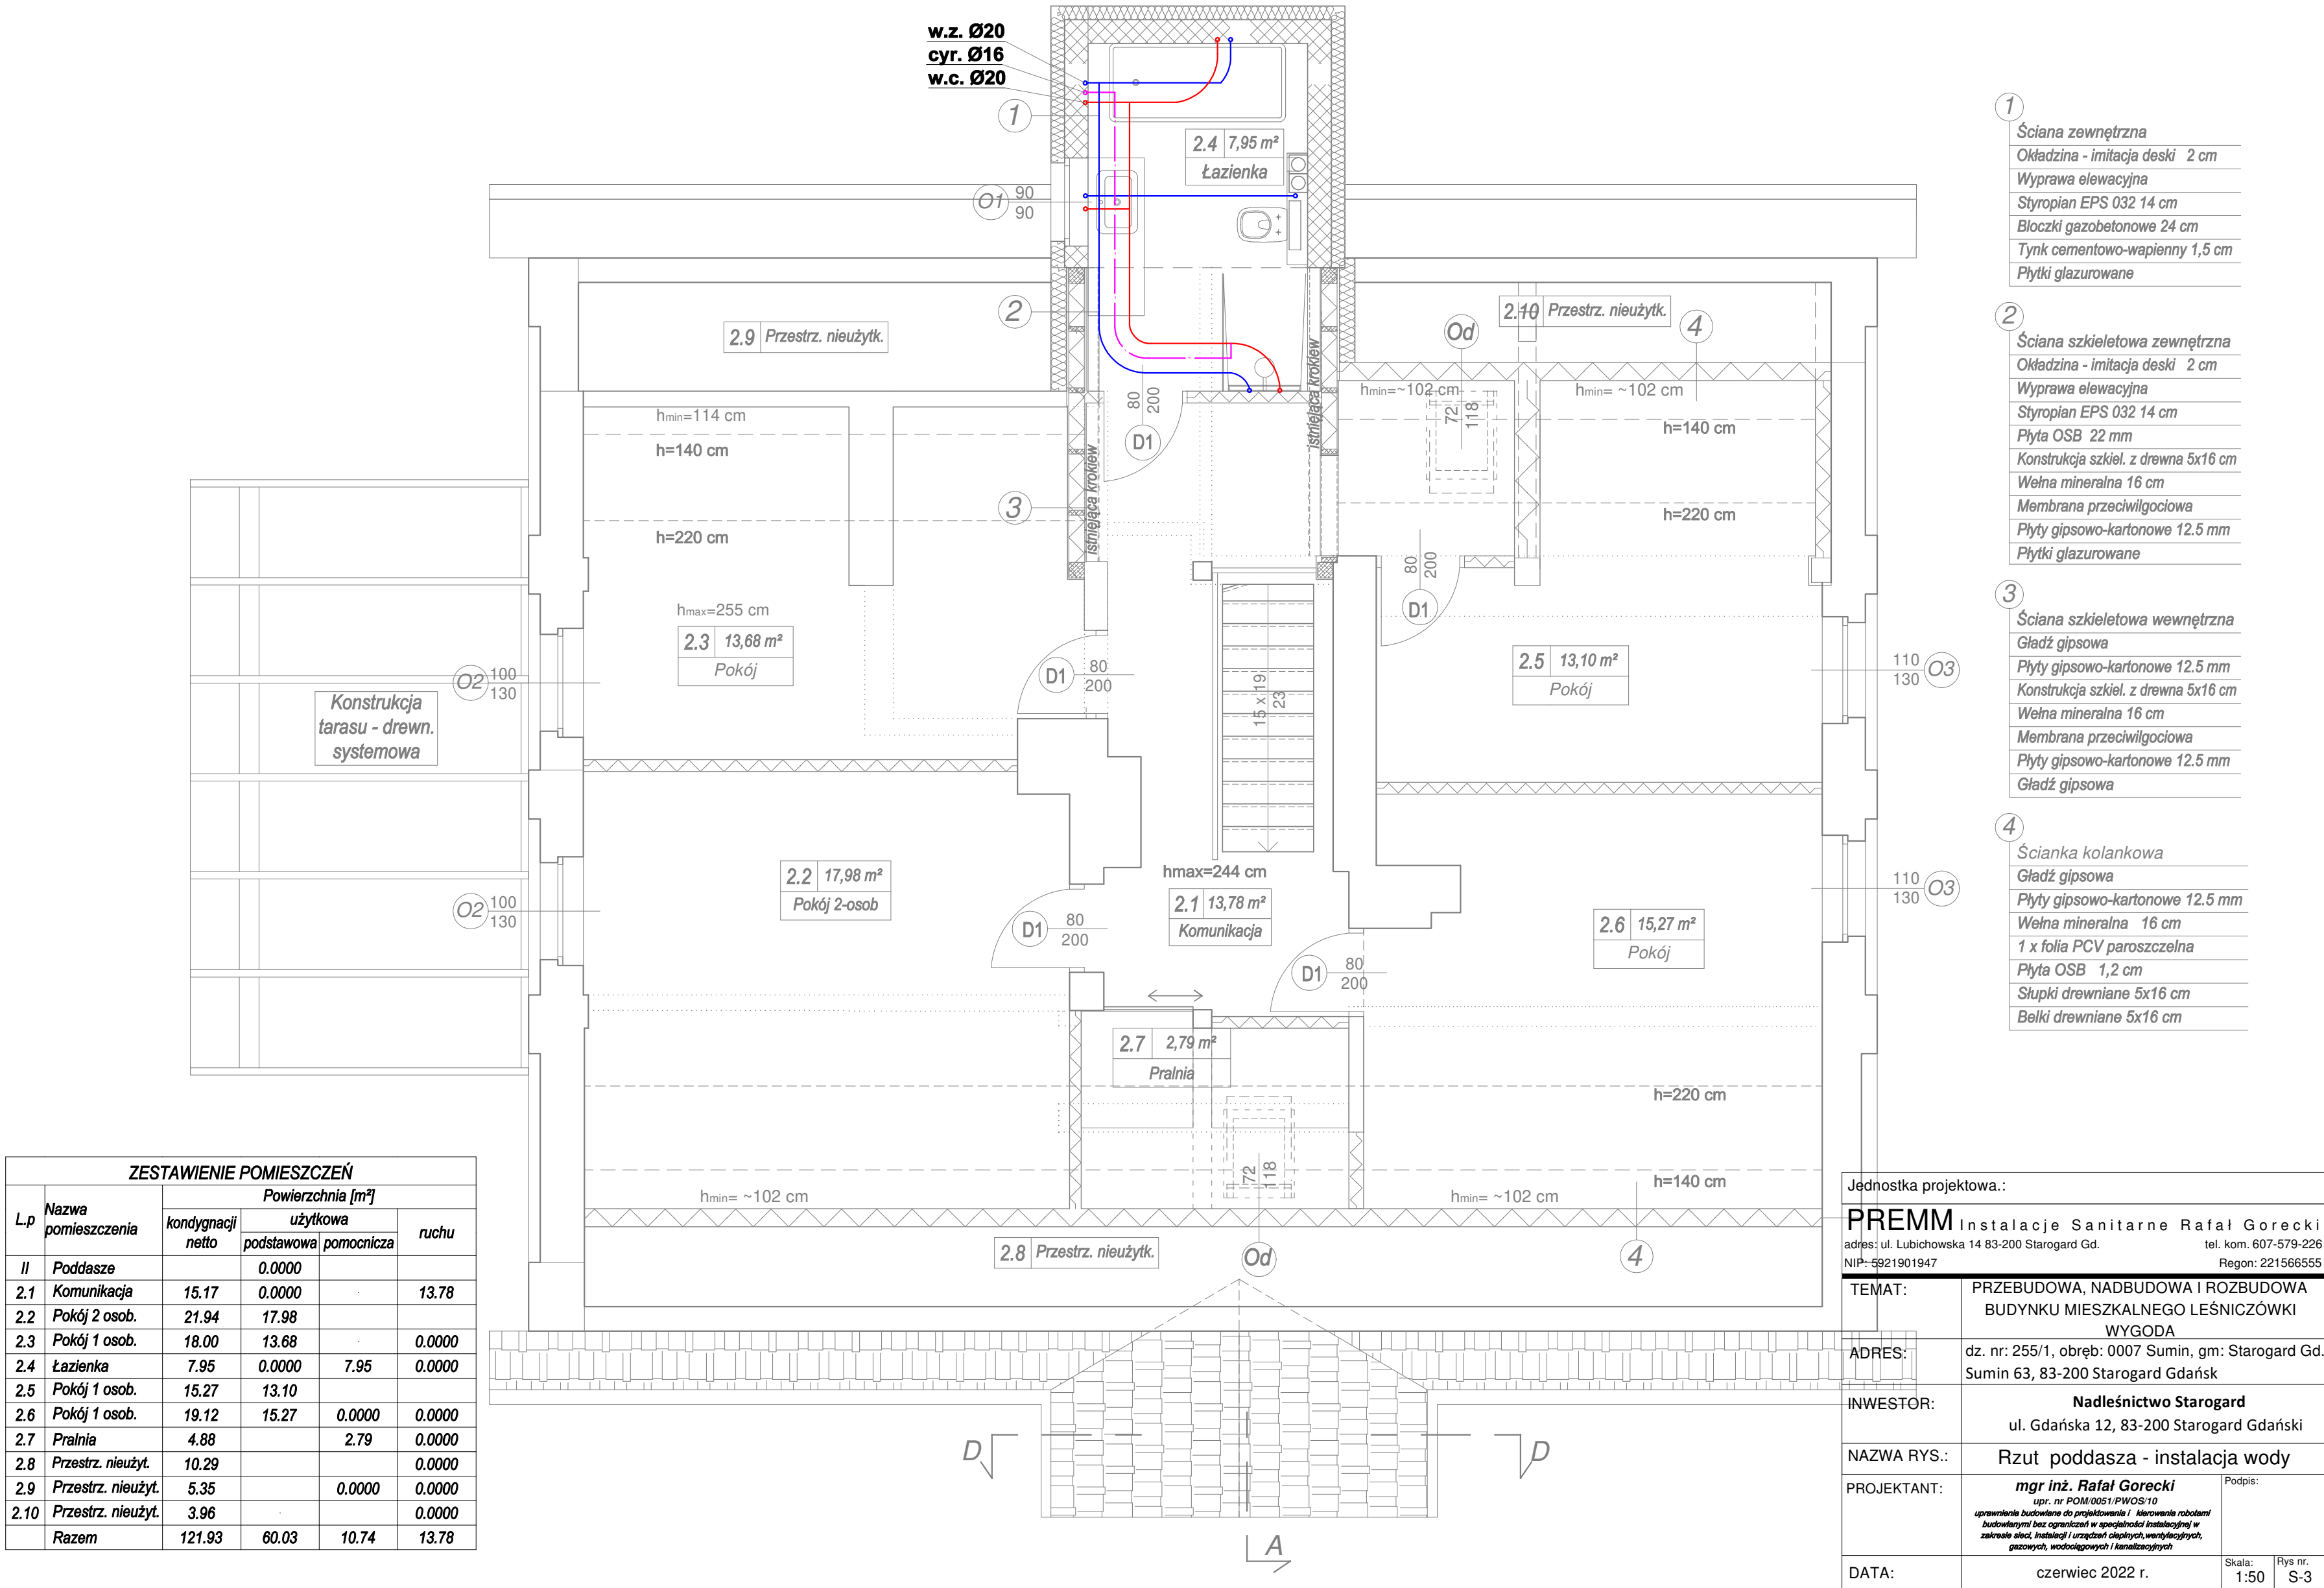 w.z. Ø20
cyr. Ø16
w.c. Ø20
1
2.4 7,95 m²
Łazienka
O1 90
90
2
2.9 Przestrz. nieużytk.
2.10 Przestrz. nieużytk.
Od
4
hmin=114 cm
h=140 cm
h=220 cm
hmax=255 cm
2.3 13,68 m²
Pokój
3
istniejąca krokiew
istniejąca krokiew
80
200
D1
hmin=~102 cm
72
118
hmin= ~102 cm
h=140 cm
h=220 cm
80
200
D1
2.5 13,10 m²
Pokój
110
130
O3
O2 100
130
Konstrukcja
tarasu - drewn.
systemowa
D1 80
200
15 x 19
23
2.2 17,98 m²
Pokój 2-osob
O2 100
130
D1 80
200
hmax=244 cm
2.1 13,78 m²
Komunikacja
D1 80
200
2.6 15,27 m²
Pokój
110
130
O3
2.7 2,79 m²
Pralnia
72
118
h=220 cm
h=140 cm
hmin= ~102 cm
hmin= ~102 cm
2.8 Przestrz. nieużytk.
Od
4
D
D
A
1
Ściana zewnętrzna
Okładzina - imitacja deski 2 cm
Wyprawa elewacyjna
Styropian EPS 032 14 cm
Bloczki gazobetonowe 24 cm
Tynk cementowo-wapienny 1,5 cm
Płytki glazurowane
2
Ściana szkieletowa zewnętrzna
Okładzina - imitacja deski 2 cm
Wyprawa elewacyjna
Styropian EPS 032 14 cm
Płyta OSB 22 mm
Konstrukcja szkiel. z drewna 5x16 cm
Wełna mineralna 16 cm
Membrana przeciwilgociowa
Płyty gipsowo-kartonowe 12.5 mm
Płytki glazurowane
3
Ściana szkieletowa wewnętrzna
Gładź gipsowa
Płyty gipsowo-kartonowe 12.5 mm
Konstrukcja szkiel. z drewna 5x16 cm
Wełna mineralna 16 cm
Membrana przeciwilgociowa
Płyty gipsowo-kartonowe 12.5 mm
Gładź gipsowa
4
Ścianka kolankowa
Gładź gipsowa
Płyty gipsowo-kartonowe 12.5 mm
Wełna mineralna 16 cm
1 x folia PCV paroszczelna
Płyta OSB 1,2 cm
Słupki drewniane 5x16 cm
Belki drewniane 5x16 cm
ZESTAWIENIE POMIESZCZEŃ
L.p Nazwa pomieszczenia Powierzchnia [m²]
kondygnacji netto użytkowa ruchu
podstawowa pomocnicza
II Poddasze 0.0000
2.1 Komunikacja 15.17 0.0000 13.78
2.2 Pokój 2 osob. 21.94 17.98
2.3 Pokój 1 osob. 18.00 13.68 0.0000
2.4 Łazienka 7.95 0.0000 7.95 0.0000
2.5 Pokój 1 osob. 15.27 13.10
2.6 Pokój 1 osob. 19.12 15.27 0.0000 0.0000
2.7 Pralnia 4.88 2.79 0.0000
2.8 Przestrz. nieużyt. 10.29 0.0000
2.9 Przestrz. nieużyt. 5.35 0.0000 0.0000
2.10 Przestrz. nieużyt. 3.96 0.0000
Razem 121.93 60.03 10.74 13.78
Jednostka projektowa.:
PREMM Instalacje Sanitarne Rafał Gorecki
adres: ul. Lubichowska 14 83-200 Starogard Gd. tel. kom. 607-579-226
NIP: 5921901947 Regon: 221566555
TEMAT: PRZEBUDOWA, NADBUDOWA I ROZBUDOWA
BUDYNKU MIESZKALNEGO LEŚNICZÓWKI
WYGODA
ADRES: dz. nr: 255/1, obręb: 0007 Sumin, gm: Starogard Gd.
Sumin 63, 83-200 Starogard Gdańsk
INWESTOR: Nadleśnictwo Starogard
ul. Gdańska 12, 83-200 Starogard Gdański
NAZWA RYS.: Rzut poddasza - instalacja wody
PROJEKTANT: mgr inż. Rafał Gorecki Podpis:
upr. nr POM/0051/PWOS/10
uprawnienia budowlane do projektowania i kierowania robotami
budowlanymi bez ograniczeń w specjalności instalacyjnej w
zakresie sieci, instalacji i urządzeń cieplnych,wentylacyjnych,
gazowych, wodociągowych i kanalizacyjnych
DATA: czerwiec 2022 r. Skala: 1:50 Rys nr. S-3